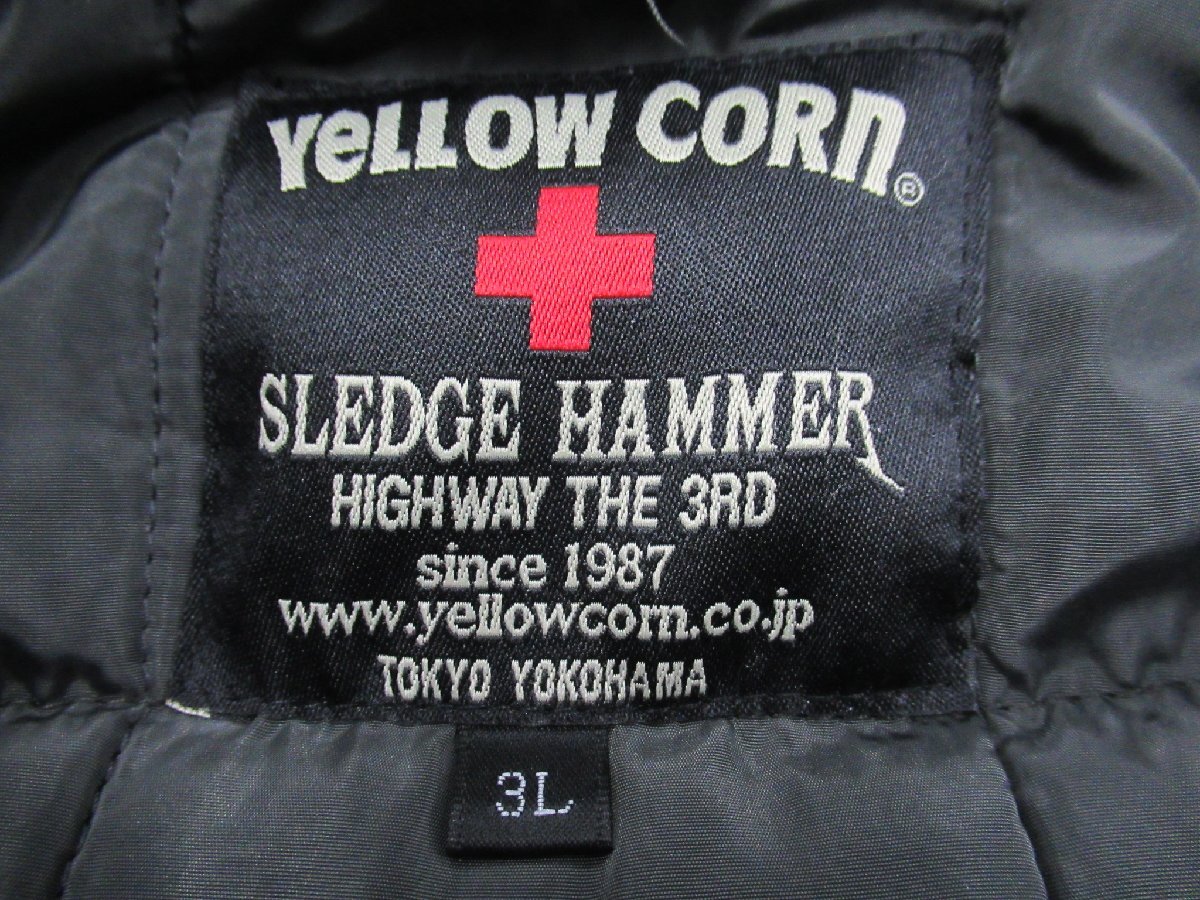 YeLLOW CORn®
SLEDGE HAMMER
HIGHWAY THE 3RD
since 1987
www.yellowcorn.co.jp
TOKYO YOKOHAMA
3L